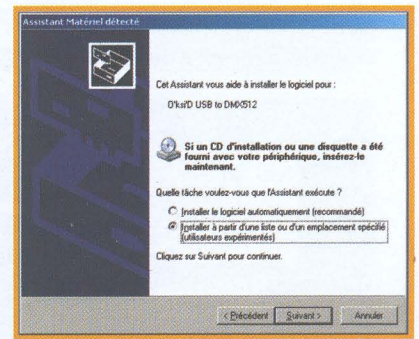 Assistant Matériel détecté
Cet Assistant vous aide à installer le logiciel pour :
O'ksi'D USB to DMX512
Si un CD d'installation ou une disquette a été
fourni avec votre périphérique, insérez-le
maintenant.
Quelle tâche voulez-vous que l'Assistant exécute ?
Installer le logiciel automatiquement (recommandé)
Installer à partir d'une liste ou d'un emplacement spécifié
(utilisateurs expérimentés)
Cliquez sur Suivant pour continuer.
< Précédent
Suivant >
Annuler